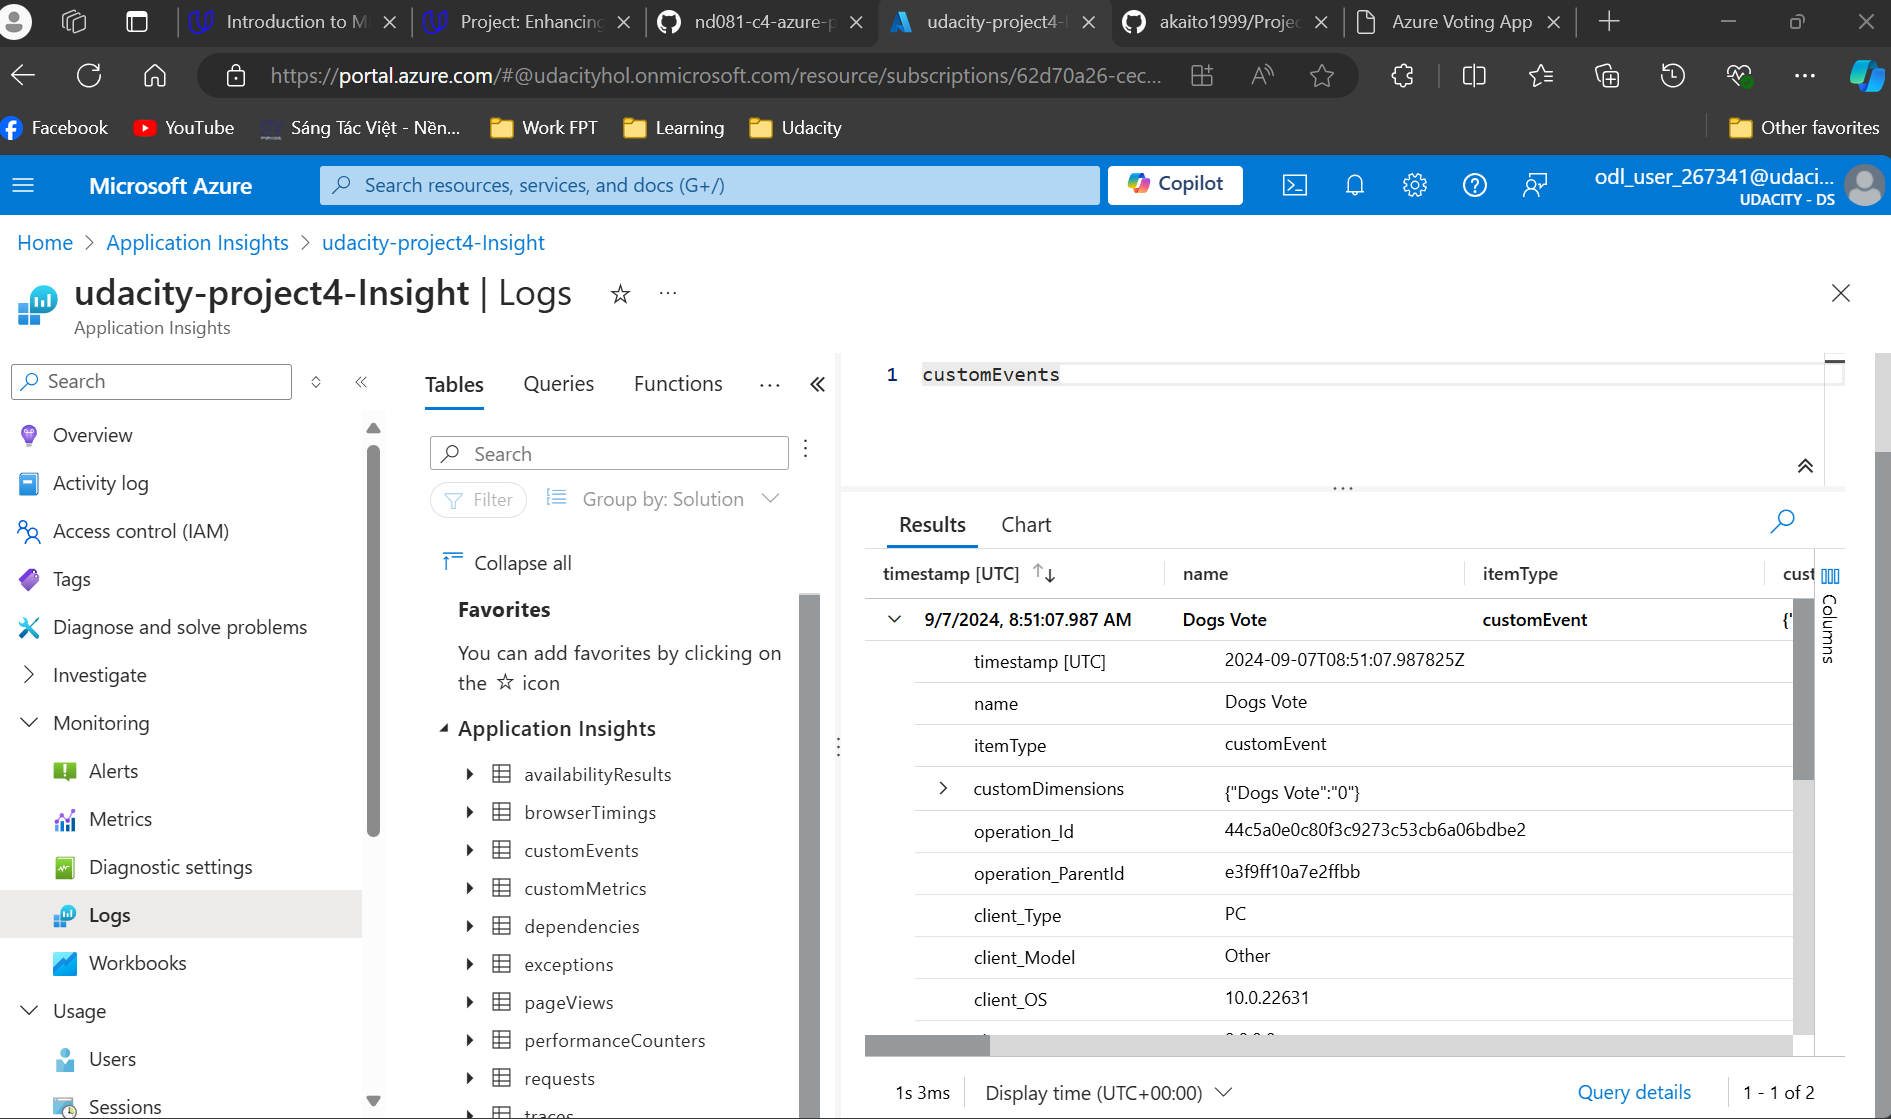 Introduction to M
Project: Enhancing
nd081-c4-azure-p
udacity-project4-I
akaito1999/Projec
Azure Voting App
https://portal.azure.com/#@udacityhol.onmicrosoft.com/resource/subscriptions/62d70a26-cec...
Facebook
YouTube
Sáng Tác Việt - Nền...
Work FPT
Learning
Udacity
Other favorites
Microsoft Azure
Search resources, services, and docs (G+/)
Copilot
odl_user_267341@udaci...
UDACITY - DS
Home > Application Insights > udacity-project4-Insight
udacity-project4-Insight | Logs
Application Insights
Search
Overview
Activity log
Access control (IAM)
Tags
Diagnose and solve problems
Investigate
Monitoring
Alerts
Metrics
Diagnostic settings
Logs
Workbooks
Usage
Users
Sessions
Tables
Queries
Functions
Search
Filter
Group by: Solution
Collapse all
Favorites
You can add favorites by clicking on
the ☆ icon
Application Insights
availabilityResults
browserTimings
customEvents
customMetrics
dependencies
exceptions
pageViews
performanceCounters
requests
traces
1 customEvents
Results
Chart
timestamp [UTC] name itemType cust
9/7/2024, 8:51:07.987 AM Dogs Vote customEvent {"
timestamp [UTC] 2024-09-07T08:51:07.987825Z
name Dogs Vote
itemType customEvent
customDimensions {"Dogs Vote":"0"}
operation_Id 44c5a0e0c80f3c9273c53cb6a06bdbe2
operation_ParentId e3f9ff10a7e2ffbb
client_Type PC
client_Model Other
client_OS 10.0.22631
Columns
1s 3ms
Display time (UTC+00:00)
Query details
1 - 1 of 2